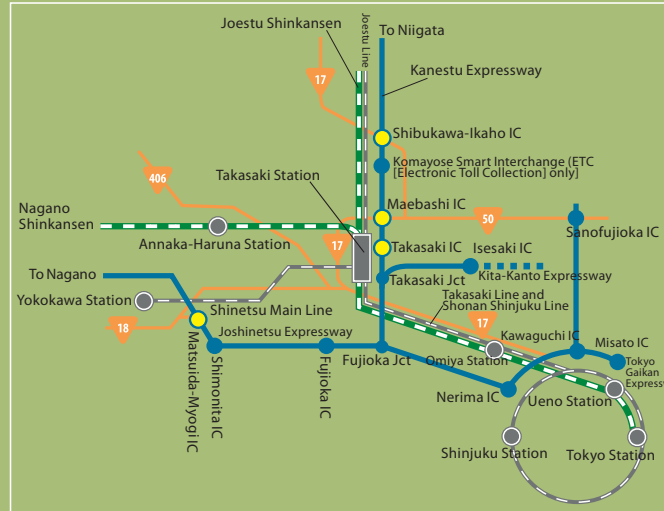 Joestu Shinkansen
Joestu Line
To Niigata
17
Kanestu Expressway
Shibukawa-Ikaho IC
Komayose Smart Interchange (ETC
[Electronic Toll Collection] only]
406
Takasaki Station
Maebashi IC
50
Nagano
Shinkansen
Annaka-Haruna Station
17
Takasaki IC
Isesaki IC
Sanofujioka IC
To Nagano
Takasaki Jct
Kita-Kanto Expressway
Yokokawa Station
Shinetsu Main Line
Takasaki Line and
Shonan Shinjuku Line
18
17
Joshinetsu Expressway
Kawaguchi IC
Misato IC
Matsuida-Myogi IC
Shimonita IC
Fujioka IC
Fujioka Jct
Omiya Station
Tokyo
Gaikan
Express
Nerima IC
Ueno Station
Shinjuku Station
Tokyo Station